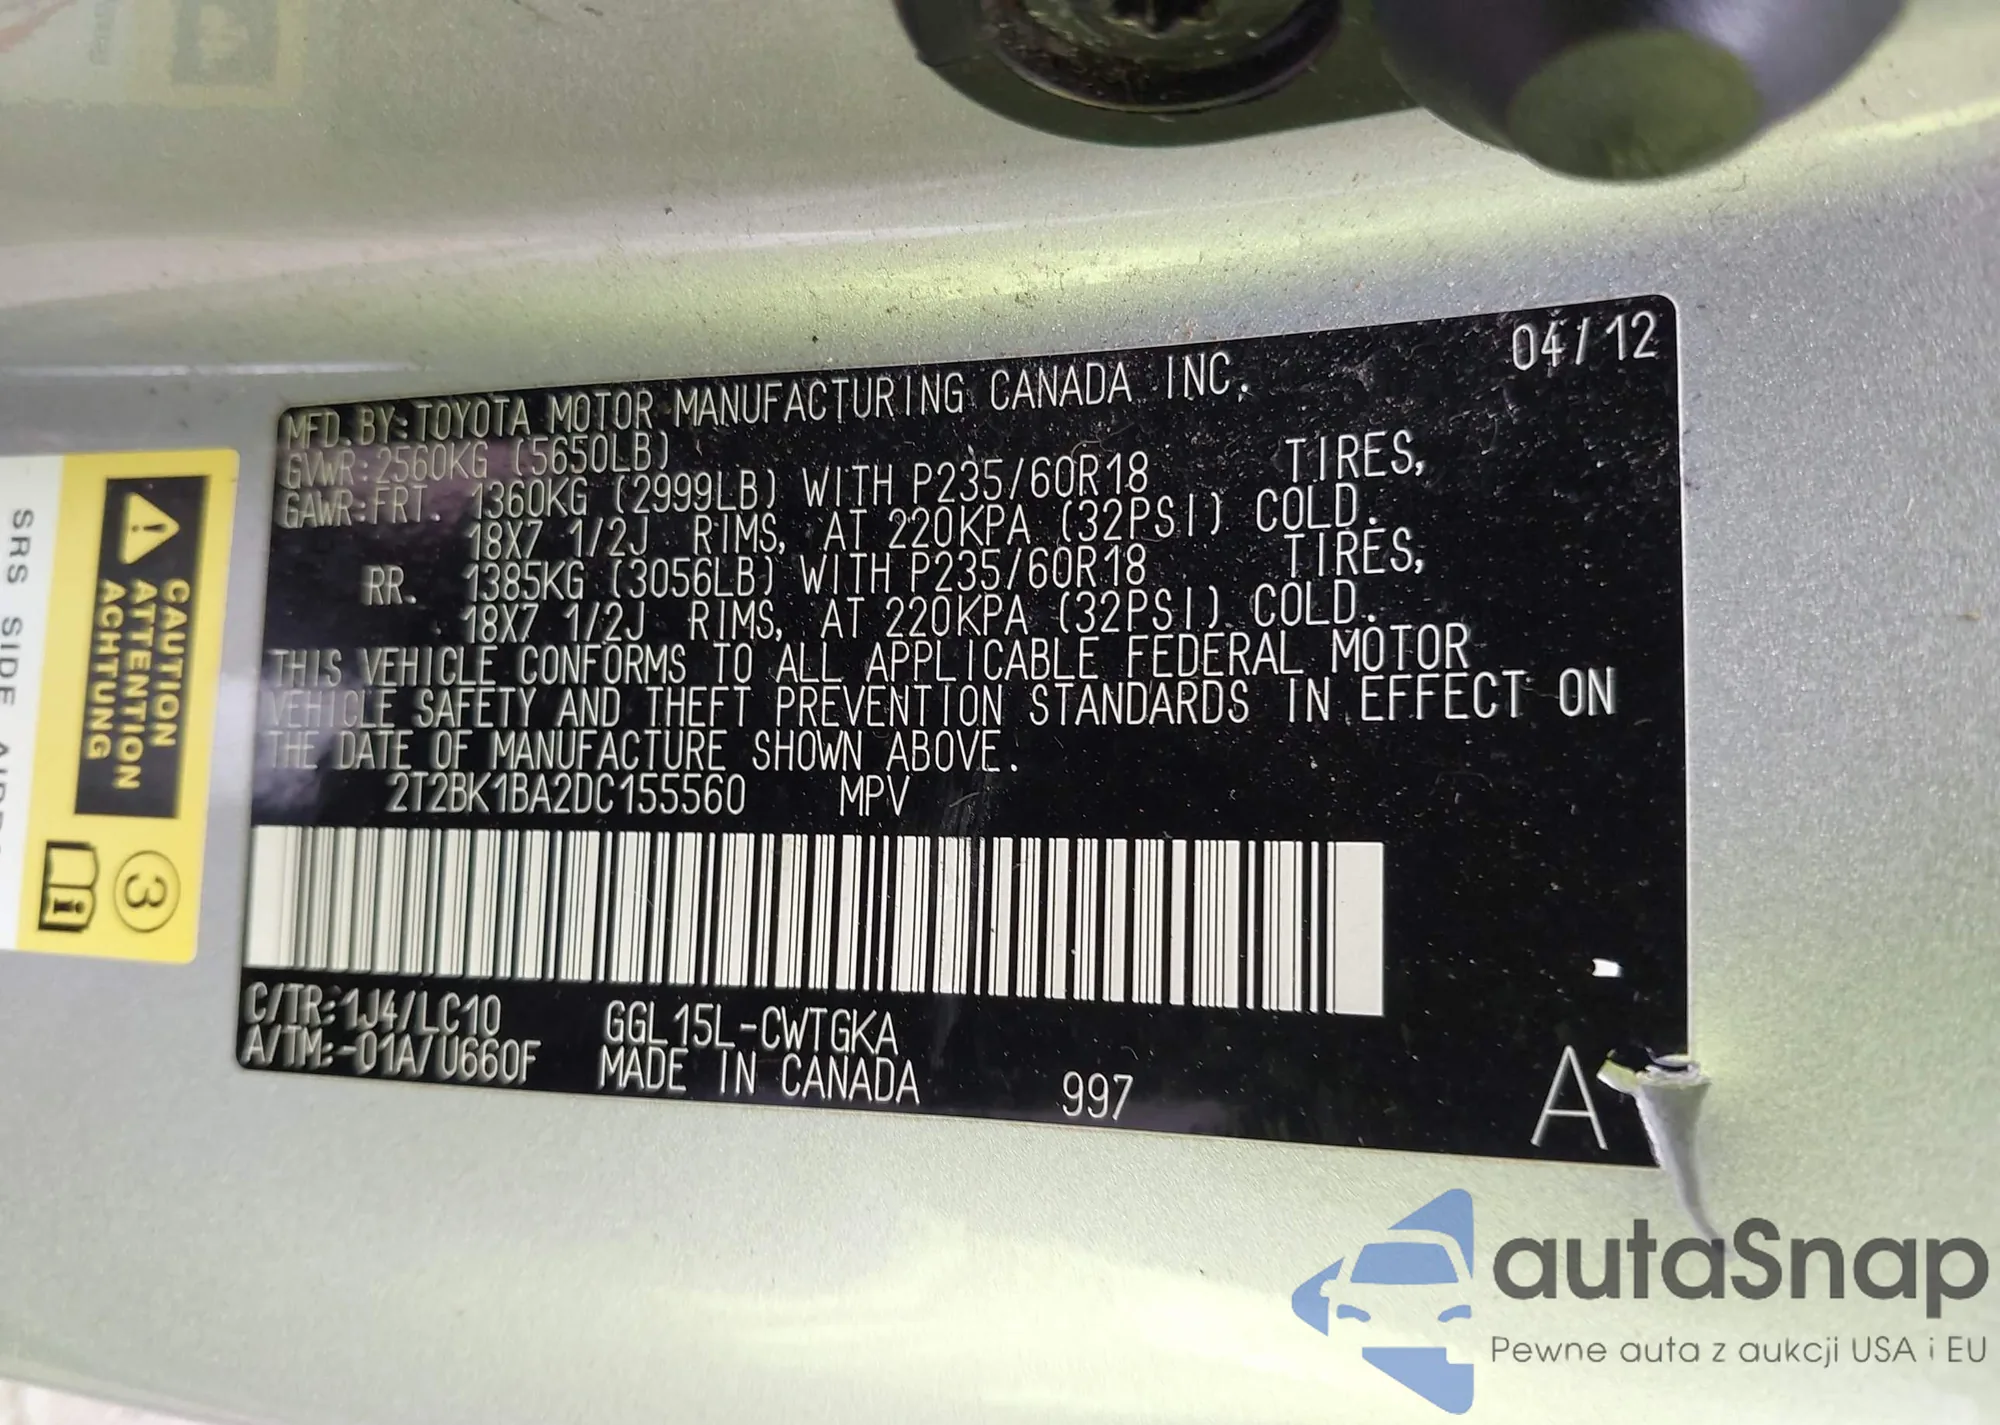 04/12
MFD. BY: TOYOTA MOTOR MANUFACTURING CANADA INC.
GVWR: 2560KG (5650LB)
GAWR: FRT. 1360KG (2999LB) WITH P235/60R18 TIRES,
18X7 1/2J RIMS, AT 220KPA (32PSI) COLD.
RR. 1385KG (3056LB) WITH P235/60R18 TIRES,
18X7 1/2J RIMS, AT 220KPA (32PSI) COLD.
THIS VEHICLE CONFORMS TO ALL APPLICABLE FEDERAL MOTOR
VEHICLE SAFETY AND THEFT PREVENTION STANDARDS IN EFFECT ON
THE DATE OF MANUFACTURE SHOWN ABOVE.
2T2BK1BA2DC155560 MPV
C/TR: 1J4/LC10 GGL15L-CWTGKA
A/TM: -01A/U660F MADE IN CANADA 997 A
CAUTION
ATTENTION
ACHTUNG
3
SRS SIDE
autoSnap
Pewne auta z aukcji USA i EU